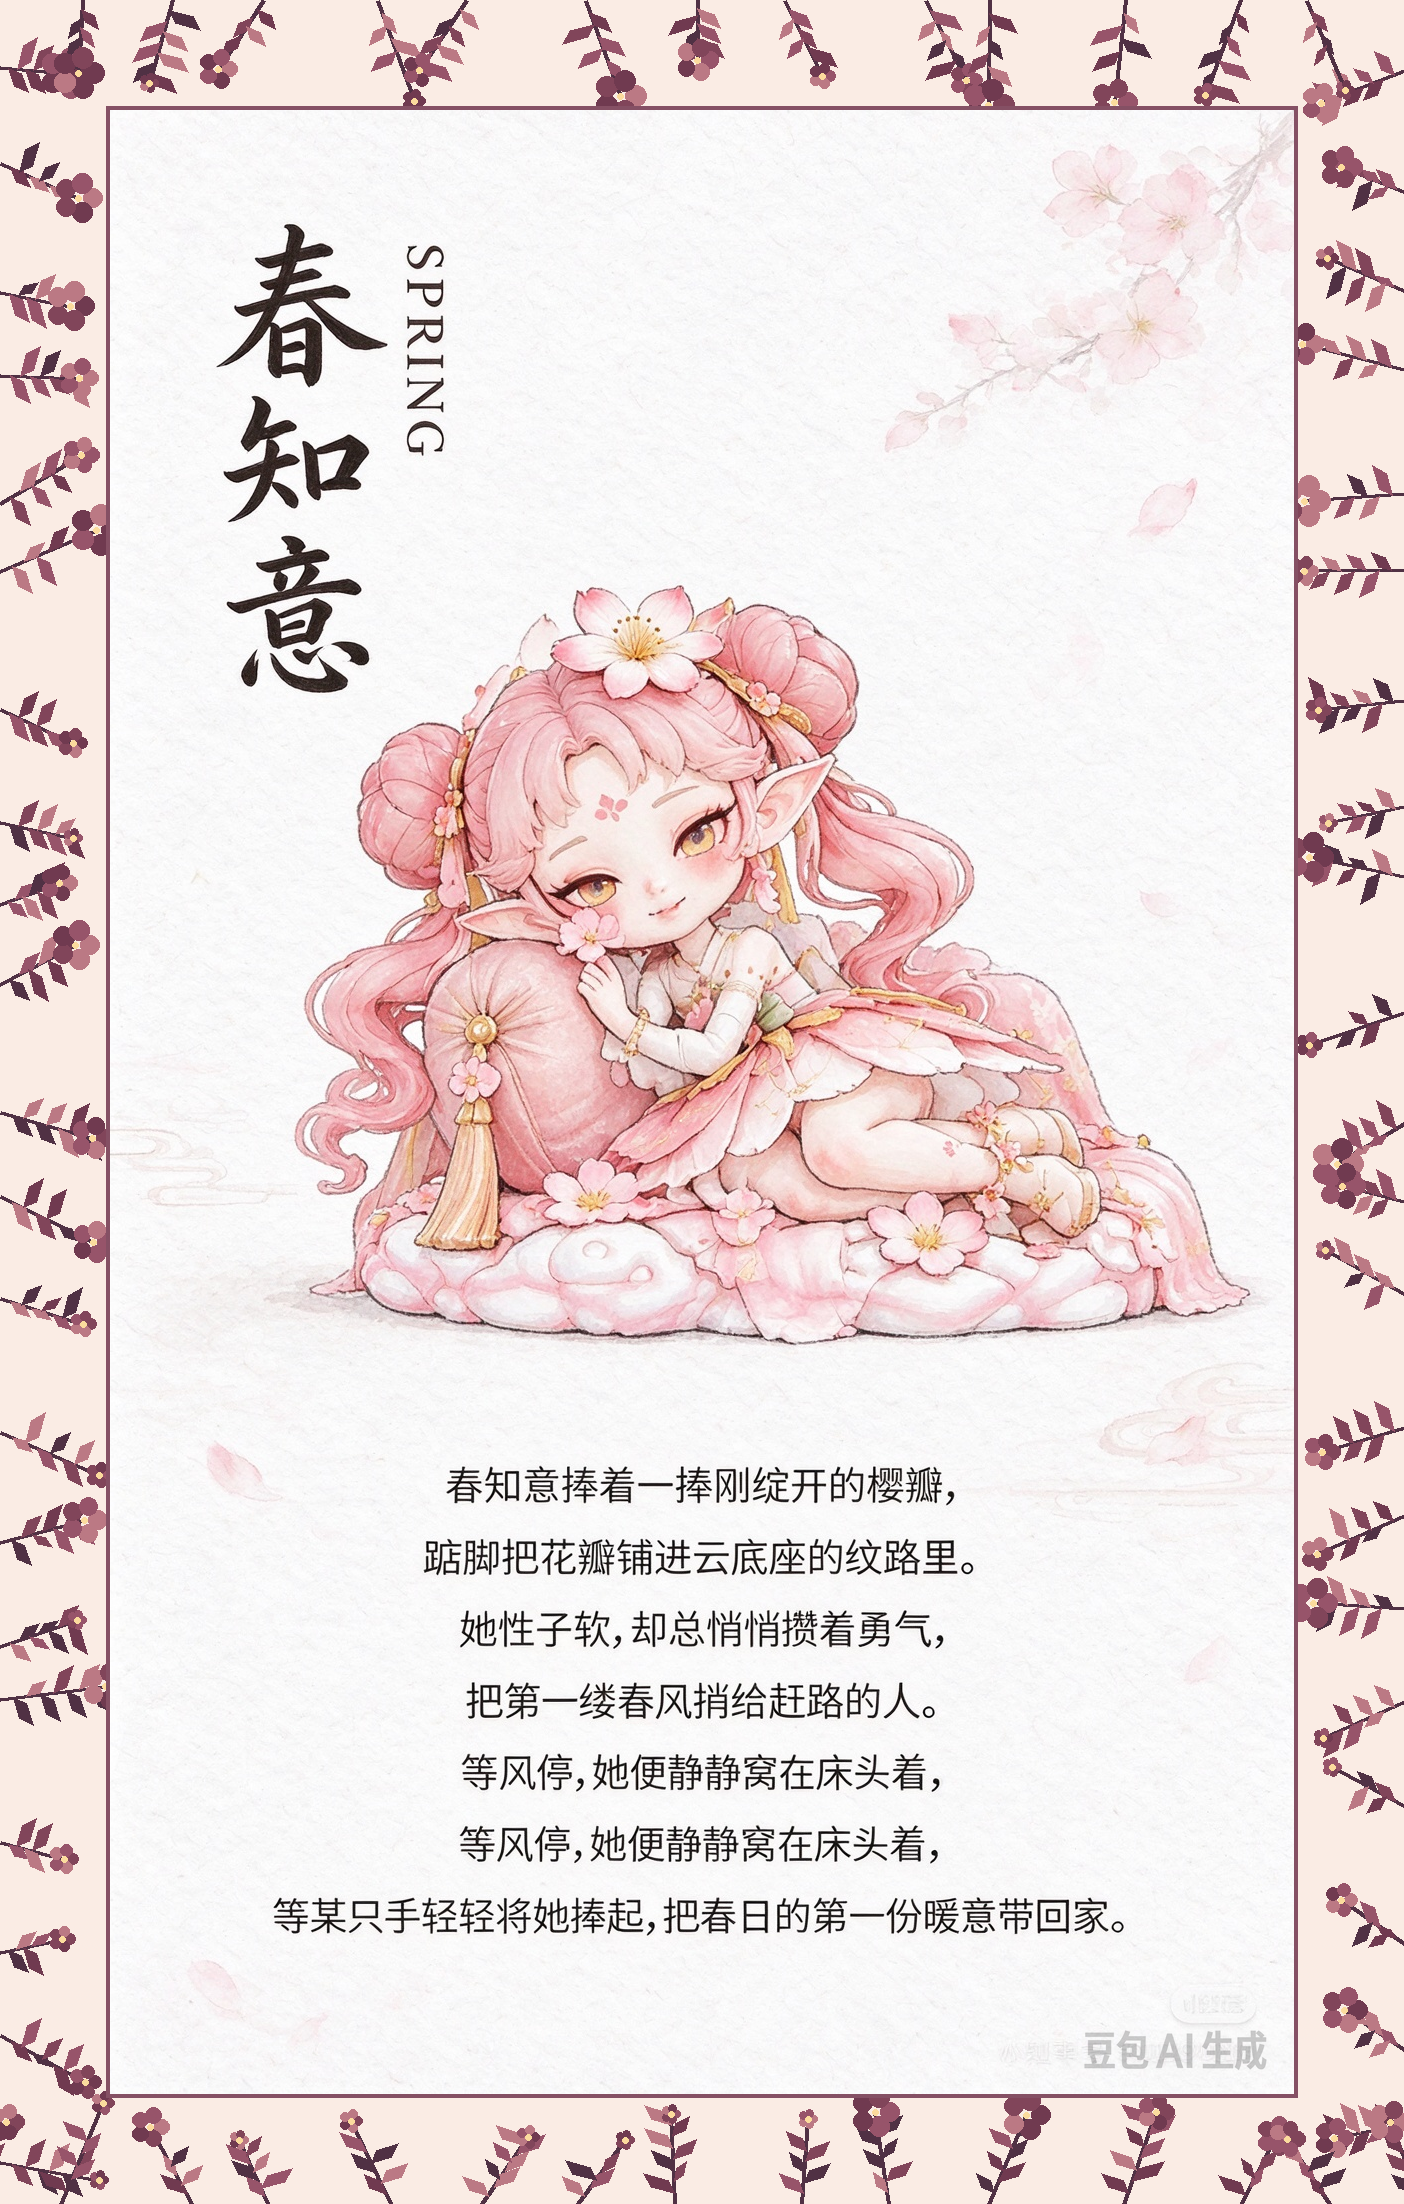 春知意
SPRING
春知意捧着一捧刚绽开的樱瓣，
踮脚把花瓣铺进云底座的纹路里。
她性子软，却总悄悄攒着勇气，
把第一缕春风捎给赶路的人。
等风停，她便静静窝在床头着，
等风停，她便静静窝在床头着，
等某只手轻轻将她捧起，把春日的第一份暖意带回家。
豆包AI生成